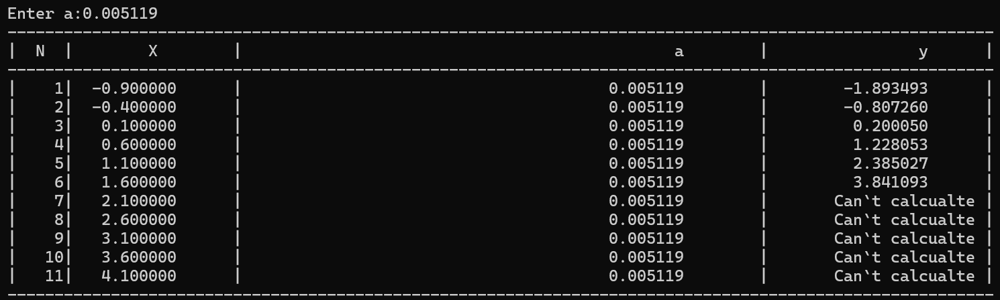 Enter a:0.005119
-----------------------------------------------------------------------------------------------------------
|  N  |        X        |                                              a        |                y      |
-----------------------------------------------------------------------------------------------------------
|    1|  -0.900000      |                                       0.005119        |        -1.893493      |
|    2|  -0.400000      |                                       0.005119        |        -0.807260      |
|    3|   0.100000      |                                       0.005119        |         0.200050      |
|    4|   0.600000      |                                       0.005119        |         1.228053      |
|    5|   1.100000      |                                       0.005119        |         2.385027      |
|    6|   1.600000      |                                       0.005119        |         3.841093      |
|    7|   2.100000      |                                       0.005119        |       Can`t calcualte |
|    8|   2.600000      |                                       0.005119        |       Can`t calcualte |
|    9|   3.100000      |                                       0.005119        |       Can`t calcualte |
|   10|   3.600000      |                                       0.005119        |       Can`t calcualte |
|   11|   4.100000      |                                       0.005119        |       Can`t calcualte |
-----------------------------------------------------------------------------------------------------------